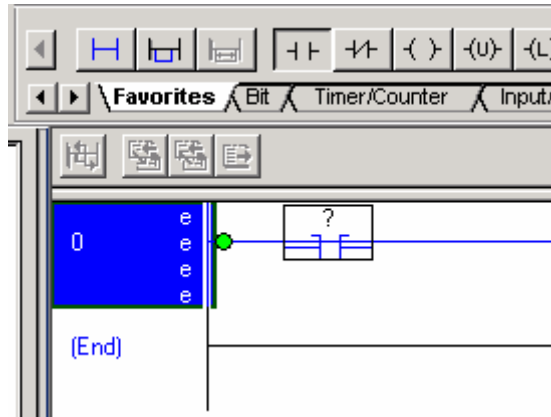 (U) (L
Favorites Bit Timer/Counter Input/
?
0 e
e
e
e
(End)